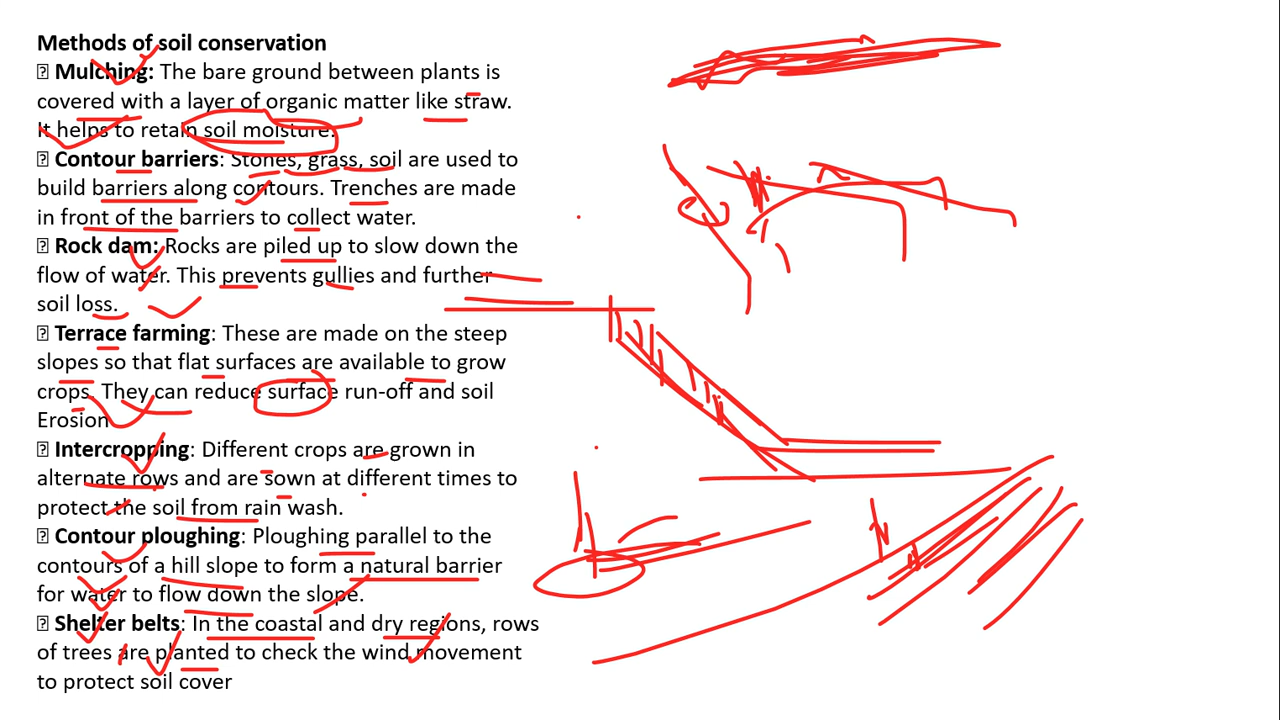 Methods of soil conservation
Mulching: The bare ground between plants is
covered with a layer of organic matter like straw.
It helps to retain soil moisture.
Contour barriers: Stones, grass, soil are used to
build barriers along contours. Trenches are made
in front of the barriers to collect water.
Rock dam: Rocks are piled up to slow down the
flow of water. This prevents gullies and further
soil loss.
Terrace farming: These are made on the steep
slopes so that flat surfaces are available to grow
crops. They can reduce surface run-off and soil
Erosion
Intercropping: Different crops are grown in
alternate rows and are sown at different times to
protect the soil from rain wash.
Contour ploughing: Ploughing parallel to the
contours of a hill slope to form a natural barrier
for water to flow down the slope.
Shelter belts: In the coastal and dry regions, rows
of trees are planted to check the wind movement
to protect soil cover